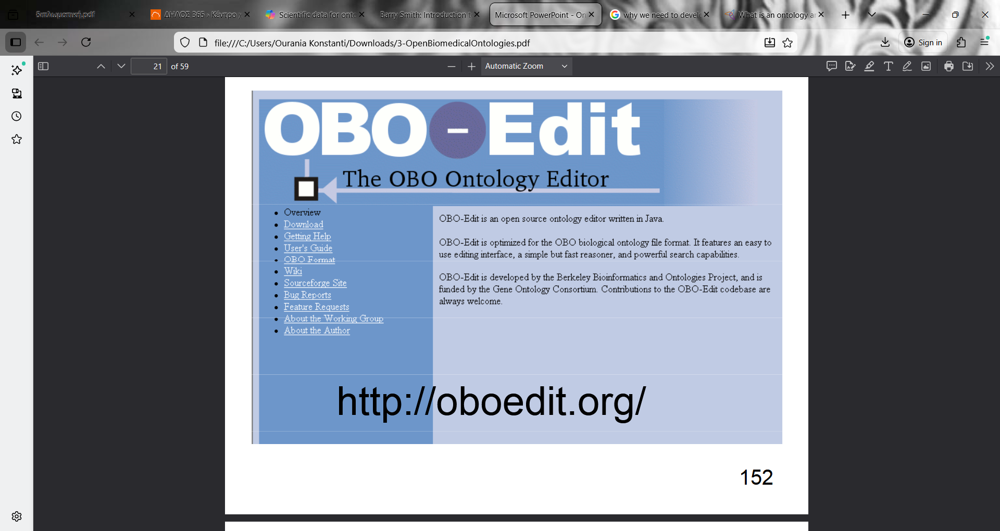 διπλωματική.pdf
ΔΗΛΟΣ 365 › Κέντρο
Scientific data for onto
Barry Smith: Introduction t
Microsoft PowerPoint - On
why we need to devel
What is an ontology a
file:///C:/Users/Ourania Konstanti/Downloads/3-OpenBiomedicalOntologies.pdf
Sign in
21 of 59
Automatic Zoom
OBO-Edit
The OBO Ontology Editor
Overview
Download
Getting Help
User's Guide
OBO Format
Wiki
Sourceforge Site
Bug Reports
Feature Requests
About the Working Group
About the Author
OBO-Edit is an open source ontology editor written in Java.
OBO-Edit is optimized for the OBO biological ontology file format. It features an easy to
use editing interface, a simple but fast reasoner, and powerful search capabilities.
OBO-Edit is developed by the Berkeley Bioinformatics and Ontologies Project, and is
funded by the Gene Ontology Consortium. Contributions to the OBO-Edit codebase are
always welcome.
http://oboedit.org/
152